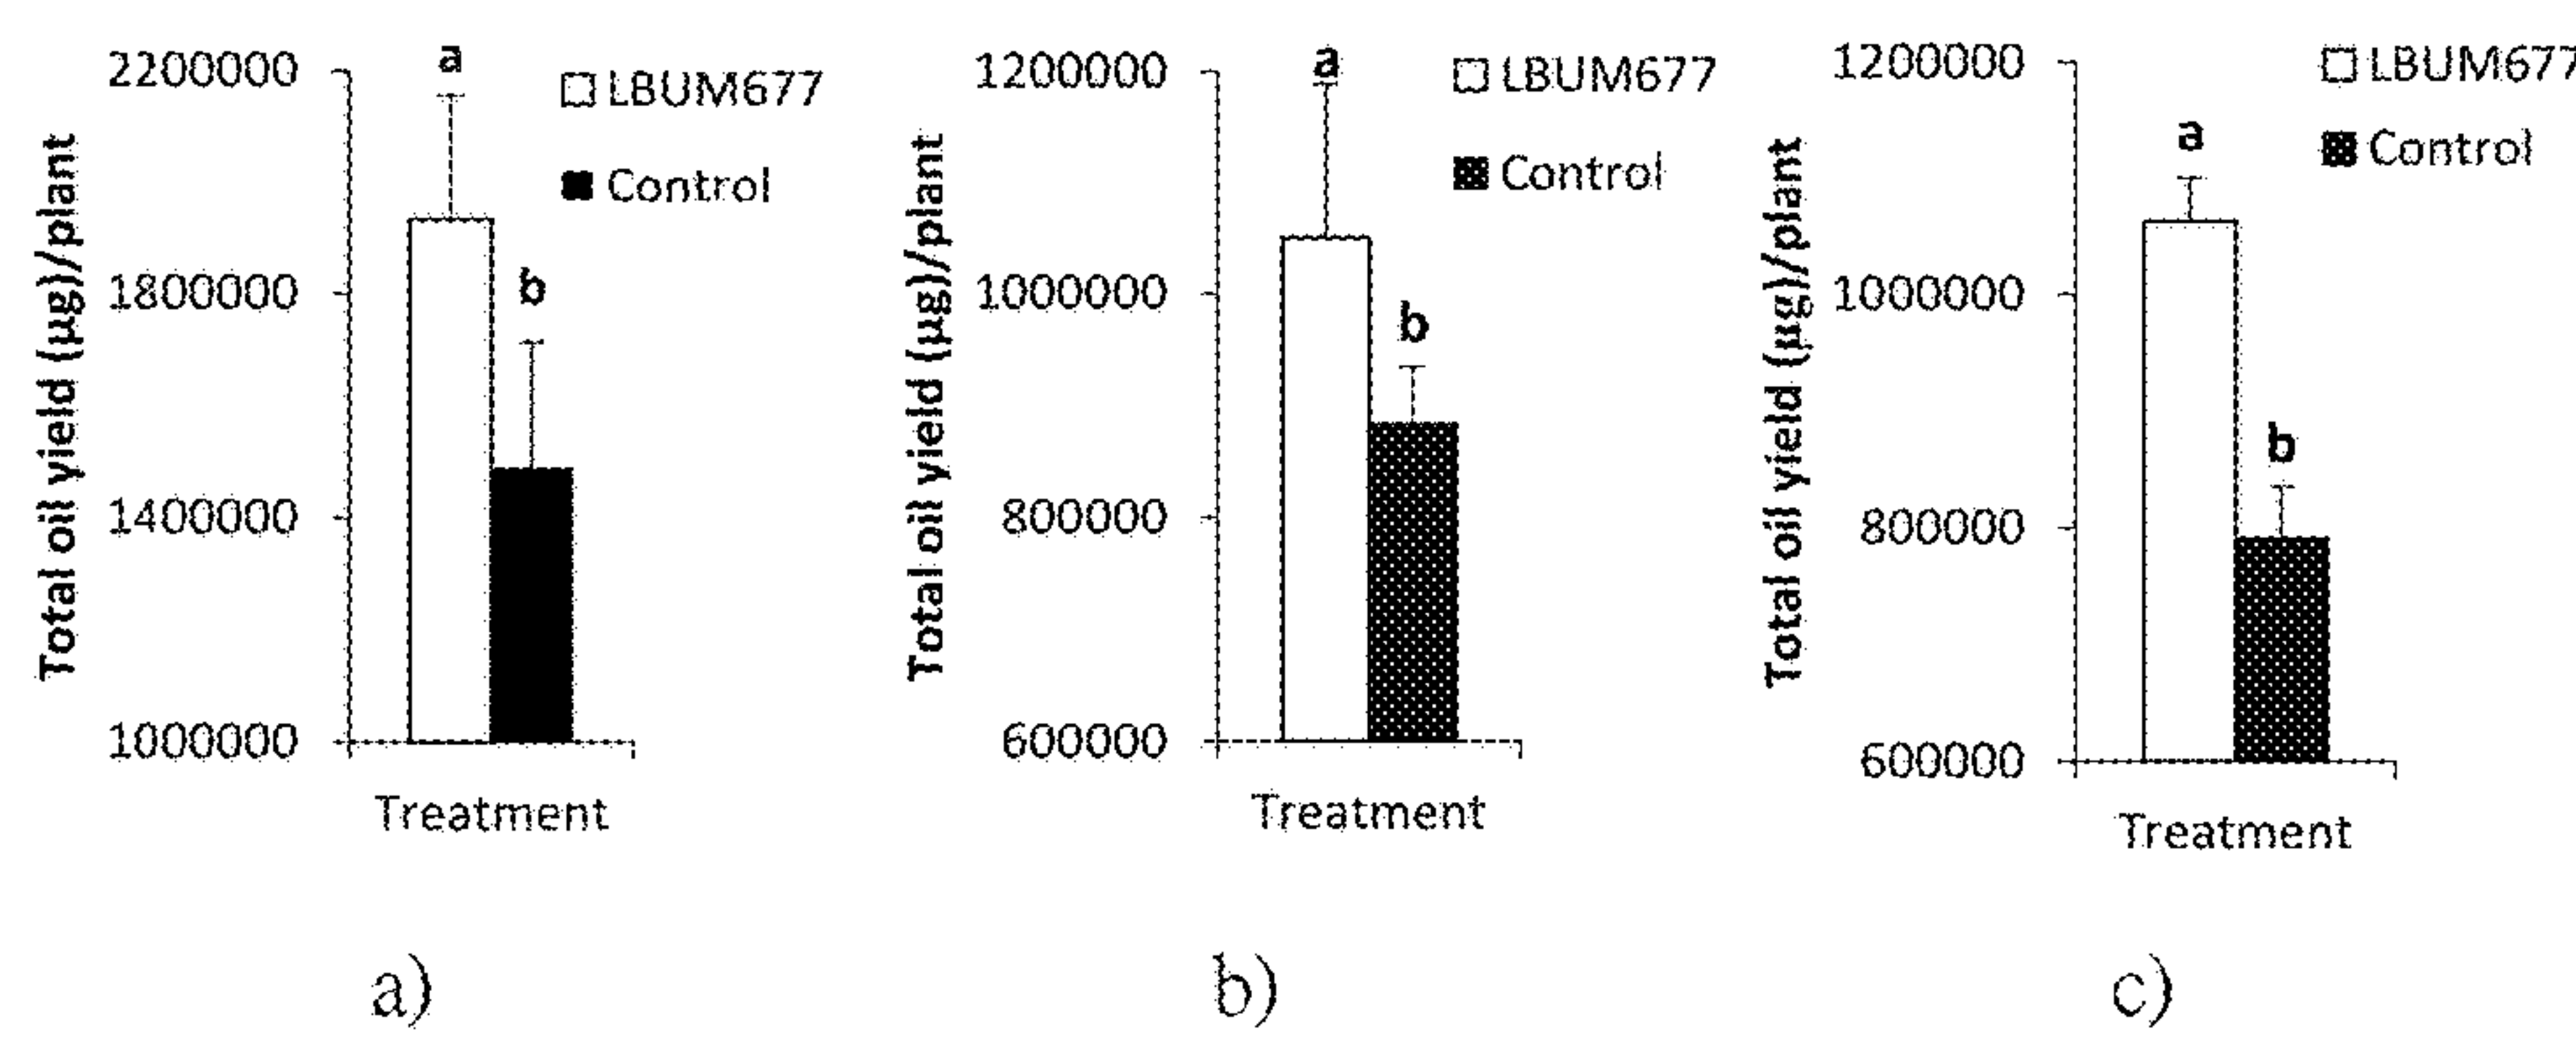 Total oil yield (µg)/plant
2200000
1800000
1400000
1000000
a
b
LBUM677
Control
Treatment
a)
Total oil yield (µg)/plant
1200000
1000000
800000
600000
a
b
LBUM677
Control
Treatment
b)
Total oil yield (µg)/plant
1200000
1000000
800000
600000
a
b
LBUM677
Control
Treatment
c)